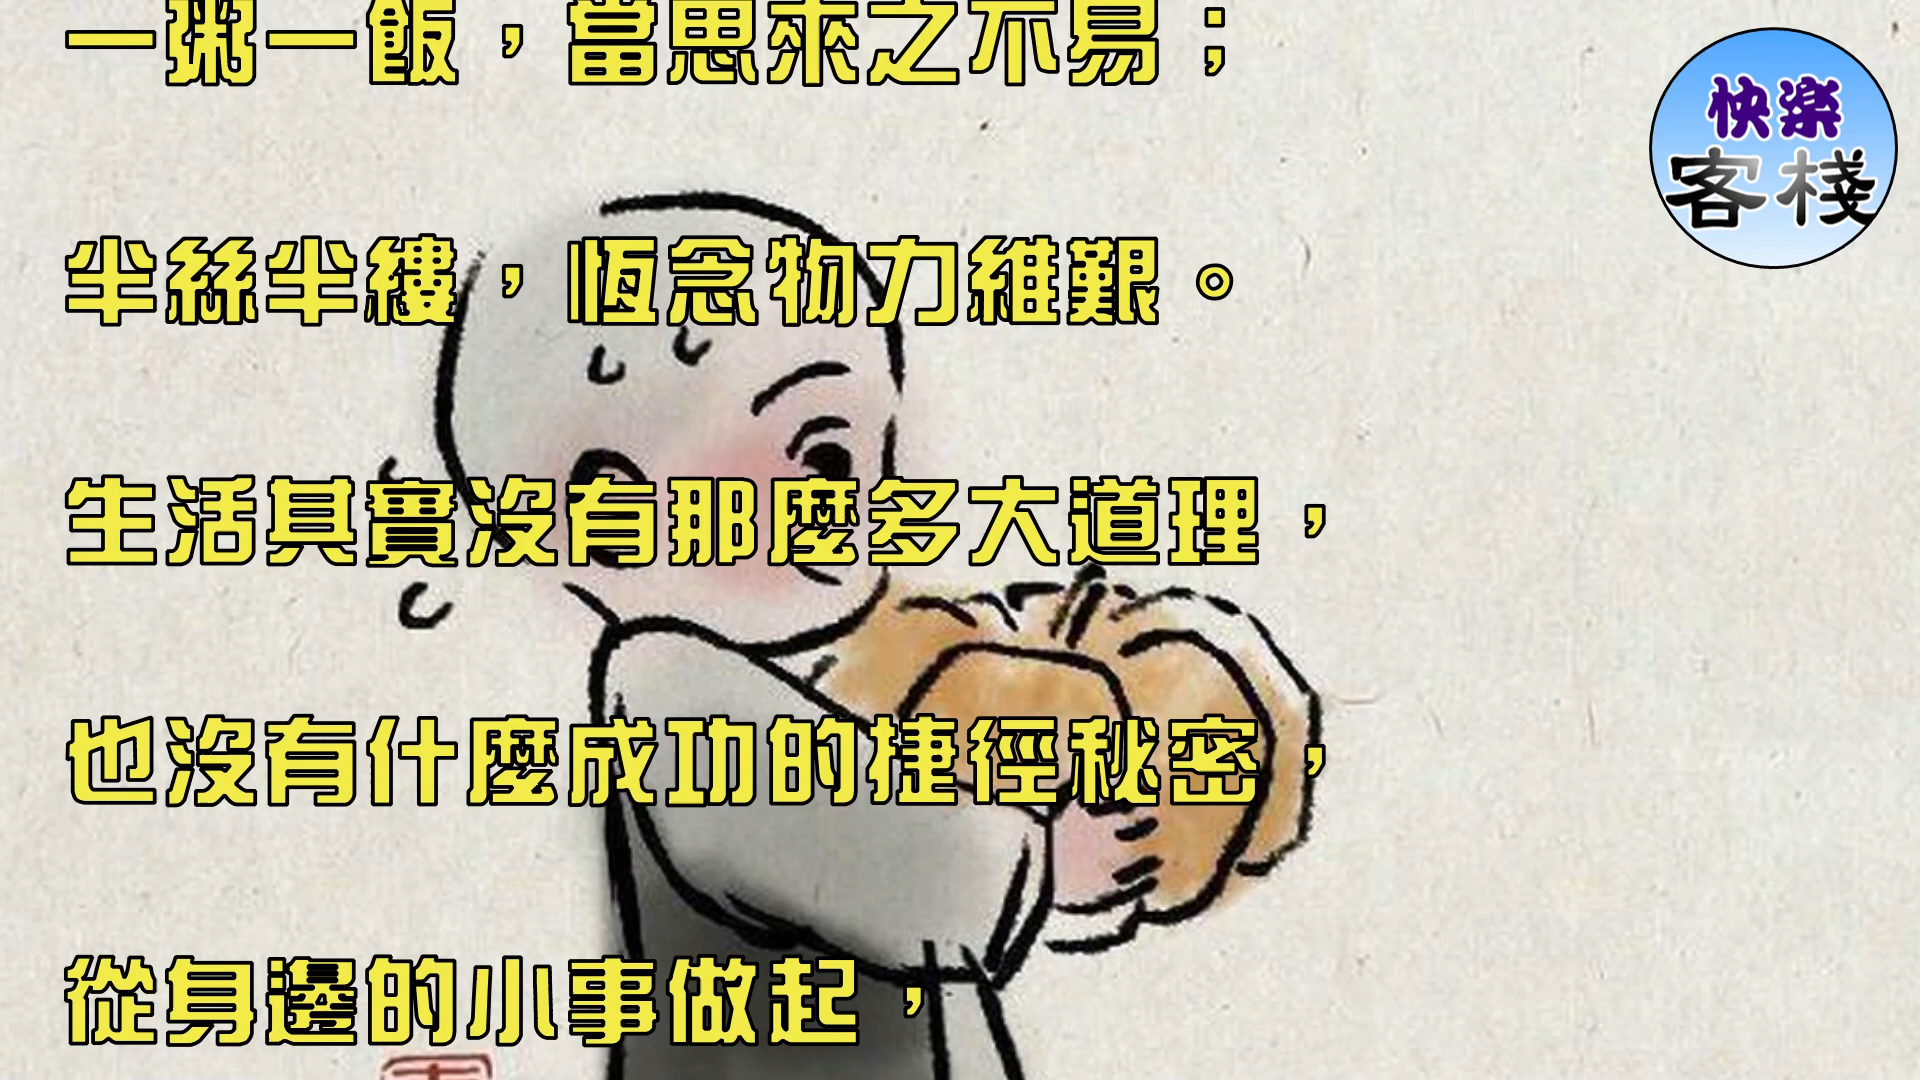 一粥一飯，當思來之不易；
半絲半縷，恆念物力維艱。
生活其實沒有那麼多大道理，
也沒有什麼成功的捷徑秘密，
從身邊的小事做起，
快樂
客棧